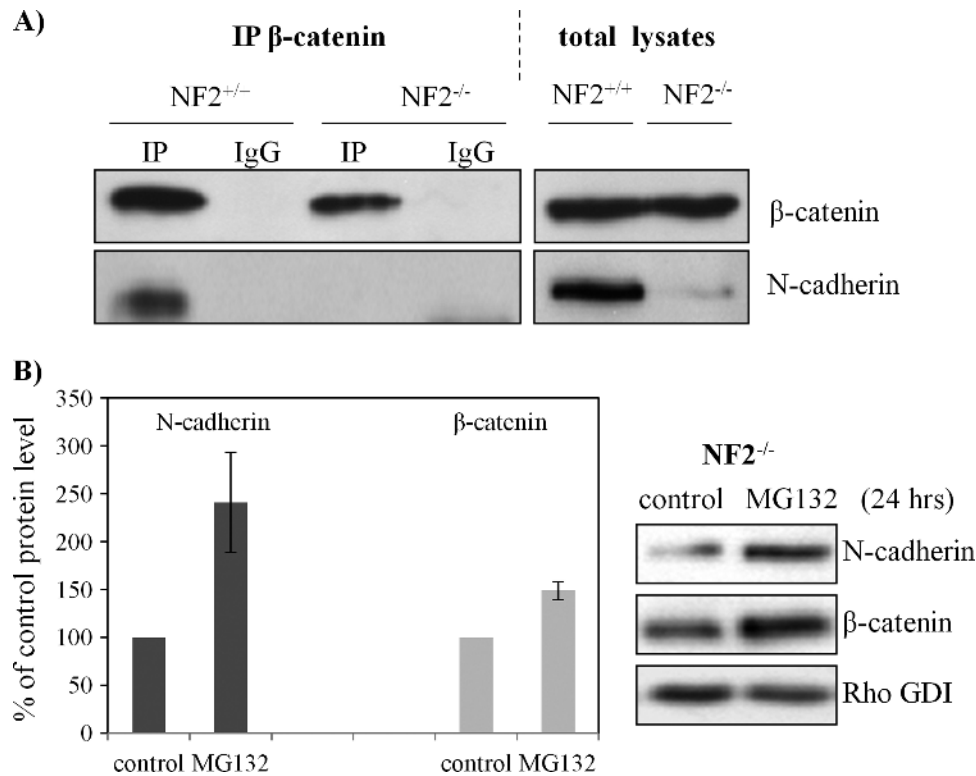 A)
IP β-catenin
total lysates
NF2+/−
NF2-/-
NF2+/+
NF2-/-
IP
IgG
IP
IgG
β-catenin
N-cadherin
B)
% of control protein level
350
300
250
200
150
100
50
0
N-cadherin
β-catenin
control MG132
control MG132
NF2-/-
control MG132 (24 hrs)
N-cadherin
β-catenin
Rho GDI